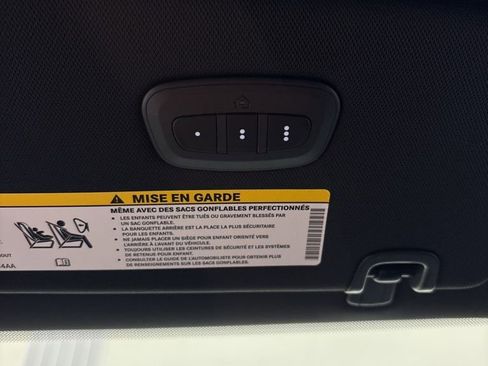 MISE EN GARDE
MÊME AVEC DES SACS GONFLABLES PERFECTIONNÉS
• LES ENFANTS PEUVENT ÊTRE TUÉS OU GRAVEMENT BLESSÉS PAR
UN SAC GONFLABLE.
• LA BANQUETTE ARRIÈRE EST LA PLACE LA PLUS SÉCURITAIRE
POUR LES ENFANTS.
• NE JAMAIS PLACER UN SIÈGE POUR ENFANT ORIENTÉ VERS
L'ARRIÈRE À L'AVANT DU VÉHICULE.
• TOUJOURS UTILISER LES CEINTURES DE SÉCURITÉ ET LES SYSTÈMES
DE RETENUE POUR ENFANT.
• CONSULTER LE GUIDE DE L'AUTOMOBILISTE POUR OBTENIR PLUS
DE RENSEIGNEMENTS SUR LES SACS GONFLABLES.
OUT
4AA